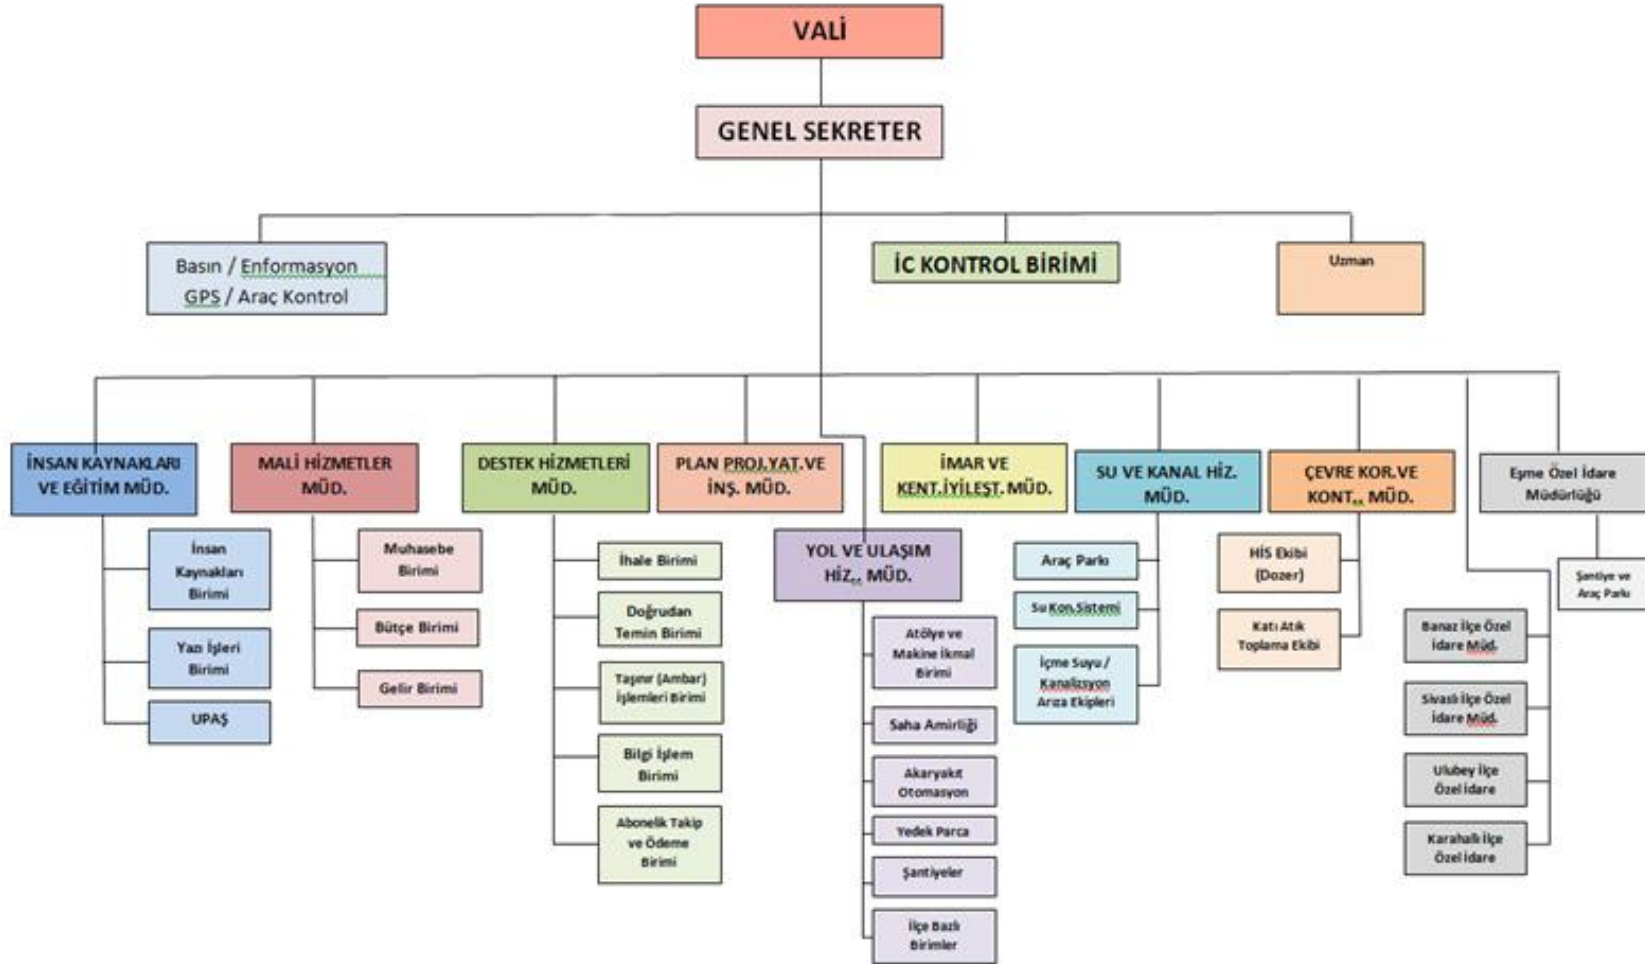 VALİ
GENEL SEKRETER
Basın / Enformasyon
GPS / Araç Kontrol
İC KONTROL BİRİMİ
Uzman
İNSAN KAYNAKLARI
VE EĞİTİM MÜD.
MALİ HİZMETLER
MÜD.
DESTEK HİZMETLERİ
MÜD.
PLAN PROJ.YAT.VE
İNŞ. MÜD.
İMAR VE
KENT.İYİLEŞT. MÜD.
SU VE KANAL HİZ.
MÜD.
ÇEVRE KOR.VE
KONT,, MÜD.
Eşme Özel İdare
Müdürlüğü
YOL VE ULAŞIM
HİZ,, MÜD.
İnsan
Kaynakları
Birimi
Yazı İşleri
Birimi
UPAŞ
Muhasebe
Birimi
Bütçe Birimi
Gelir Birimi
İhale Birimi
Doğrudan
Temin Birimi
Taşınır (Ambar)
İşlemleri Birimi
Bilgi İşlem
Birimi
Abonelik Takip
ve Ödeme
Birimi
Atölye ve
Makine İkmal
Birimi
Saha Amirliği
Akaryakıt
Otomasyon
Yedek Parca
Şantiyeler
İlçe Bazlı
Birimler
Araç Parkı
Su Kon.Sistemi
İçme Suyu /
Kanalizsyon
Arıza Ekipleri
HİS Ekibi
(Dozer)
Katı Atık
Toplama Ekibi
Banaz İlçe Özel
İdare Müd.
Sivaslı İlçe Özel
İdare Müd.
Ulubey İlçe
Özel İdare
Karahallı İlçe
Özel İdare
Şantiye ve
Araç Parkı